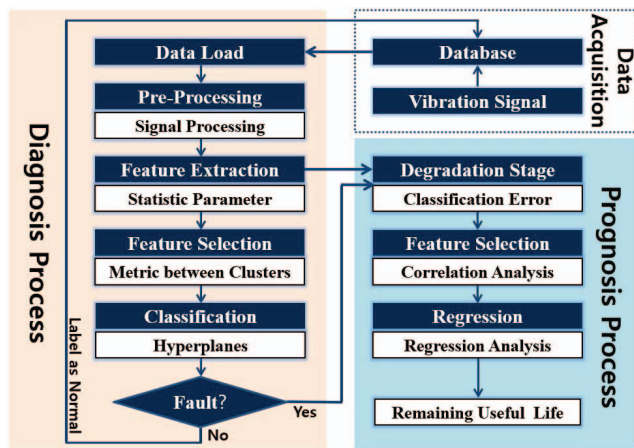 Diagnosis Process
Data Load
Pre-Processing
Signal Processing
Feature Extraction
Statistic Parameter
Feature Selection
Metric between Clusters
Classification
Hyperplanes
Fault?
Yes
No
Label as Normal
Data
Acquisition
Database
Vibration Signal
Prognosis Process
Degradation Stage
Classification Error
Feature Selection
Correlation Analysis
Regression
Regression Analysis
Remaining Useful Life